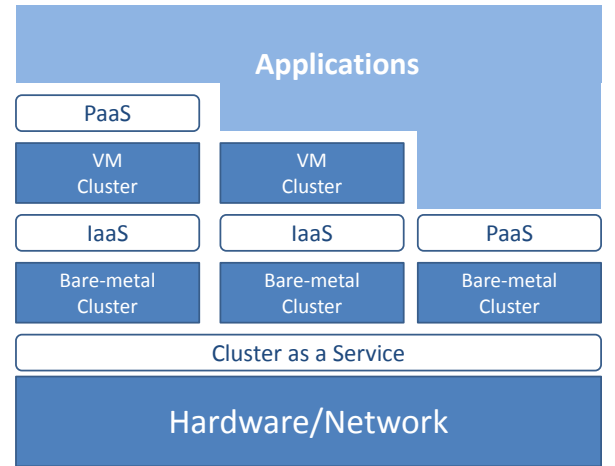 Applications
PaaS
VM
Cluster
VM
Cluster
IaaS
IaaS
PaaS
Bare-metal
Cluster
Bare-metal
Cluster
Bare-metal
Cluster
Cluster as a Service
Hardware/Network